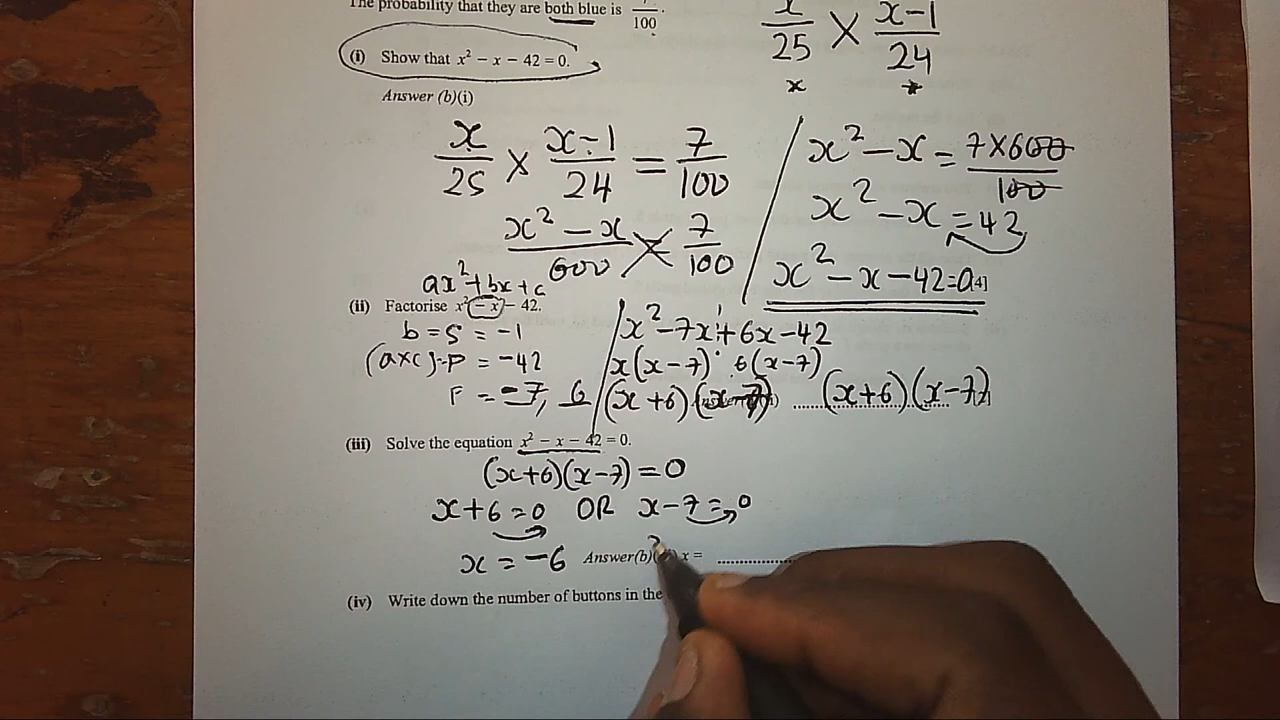 The probability that they are both blue is 7/100.
x/25 × x-1/24
(i) Show that x² − x − 42 = 0.
Answer (b)(i)
x/25 × x-1/24 = 7/100
x² - x/600 = 7/100
x² - x = 7×600/100
x² - x = 42
x² - x - 42 = 0
[4]
ax² + bx + c
(ii) Factorise x² − x − 42.
b = S = -1
(a×c) = P = -42
F = -7, 6
x² - 7x + 6x - 42
x(x-7) 6(x-7)
(x+6)(x-7)
(x+6)(x-7)
(iii) Solve the equation x² − x − 42 = 0.
(x+6)(x-7) = 0
x+6 = 0 OR x-7 = 0
x = -6
Answer(b) x =
(iv) Write down the number of buttons in the